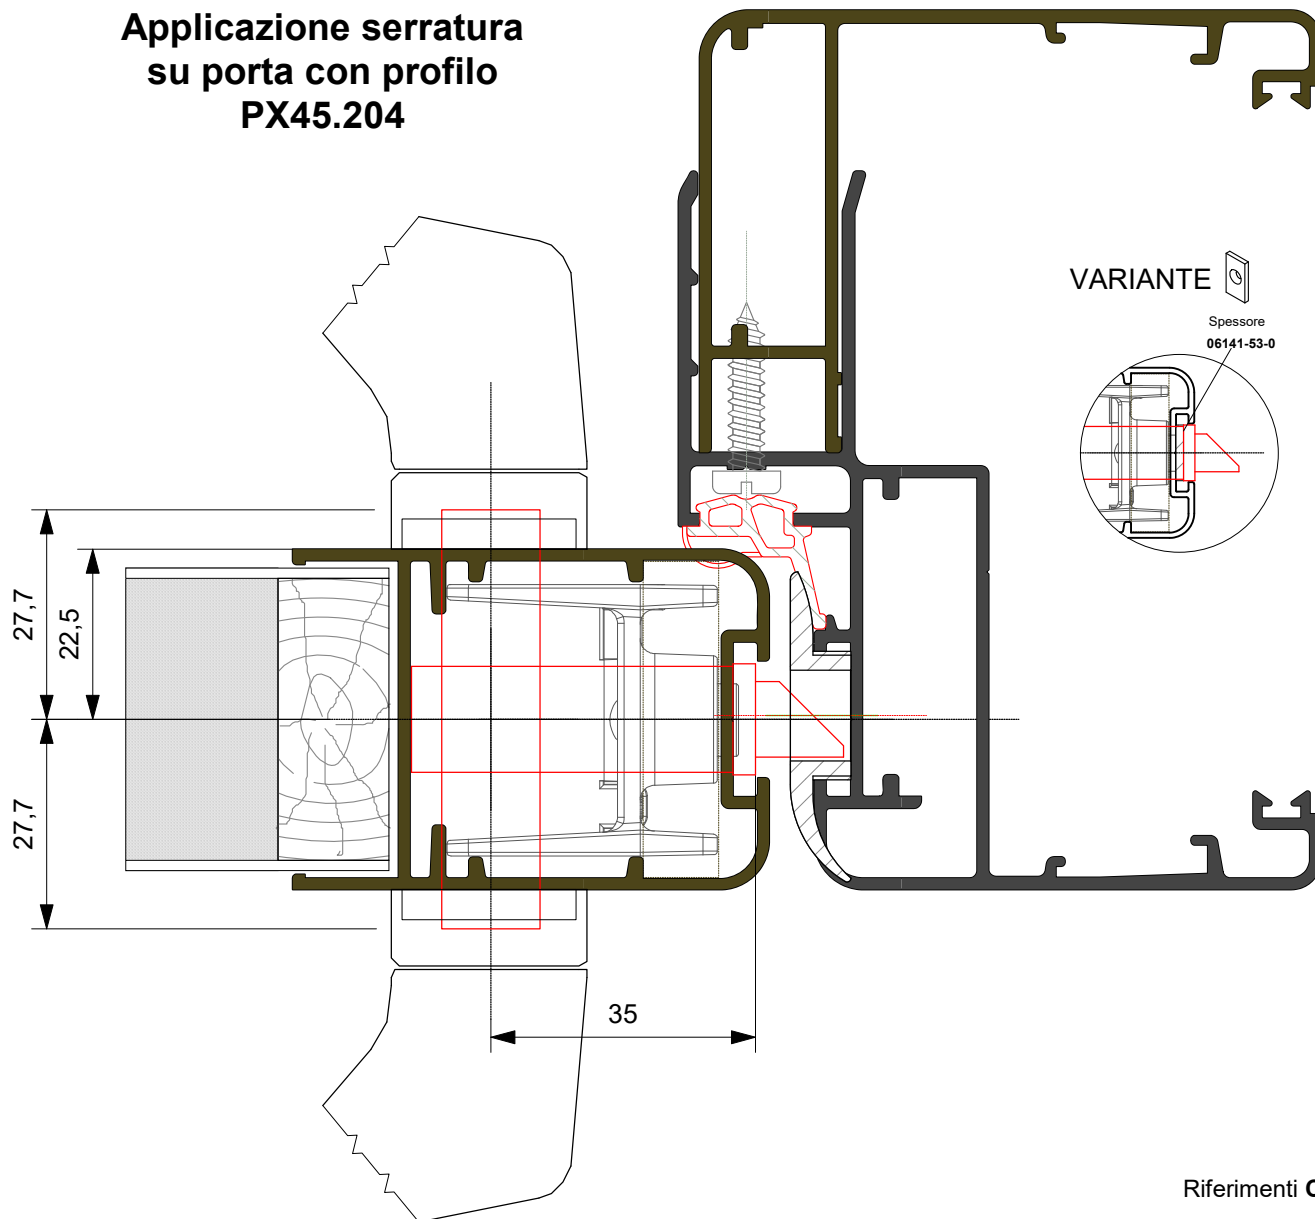 Applicazione serratura
su porta con profilo
PX45.204
VARIANTE
Spessore
06141-53-0
27,7
22,5
27,7
35
Riferimenti